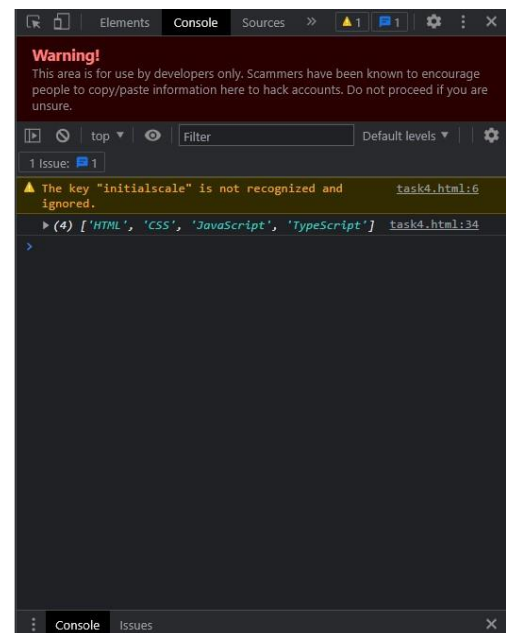 Elements Console Sources » 1 1
Warning!
This area is for use by developers only. Scammers have been known to encourage
people to copy/paste information here to hack accounts. Do not proceed if you are
unsure.
top ▼ Filter Default levels ▼
1 Issue: 1
The key "initialscale" is not recognized and task4.html:6
ignored.
(4) ['HTML', 'CSS', 'JavaScript', 'TypeScript'] task4.html:34
Console Issues